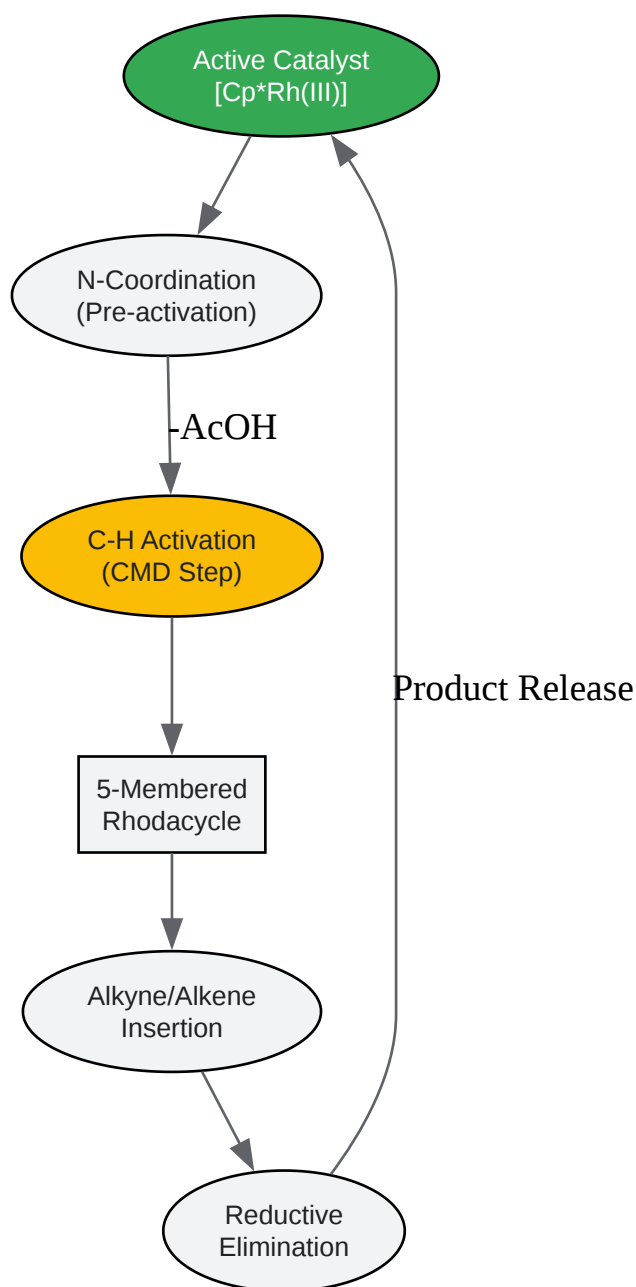 Active Catalyst
[Cp*Rh(III)]
N-Coordination
(Pre-activation)
-AcOH
C-H Activation
(CMD Step)
Product Release
5-Membered
Rhodacycle
Alkyne/Alkene
Insertion
Reductive
Elimination